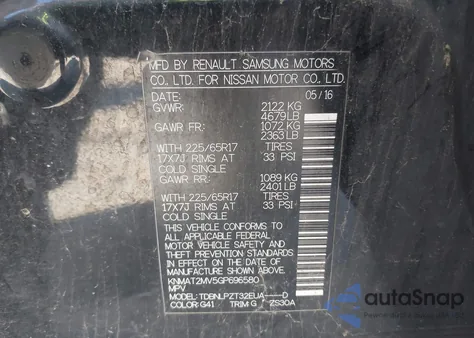 MFD BY RENAULT SAMSUNG MOTORS
CO., LTD. FOR NISSAN MOTOR CO., LTD.
DATE: 05/16
GVWR: 2122 KG
4679 LB
GAWR FR: 1072 KG
2363 LB
WITH 225/65R17 TIRES
17X7J RIMS AT 33 PSI
COLD SINGLE
GAWR RR: 1089 KG
2401 LB
WITH 225/65R17 TIRES
17X7J RIMS AT 33 PSI
COLD SINGLE
THIS VEHICLE CONFORMS TO ALL
APPLICABLE FEDERAL MOTOR
MOTOR VEHICLE SAFETY AND
THEFT PREVENTION STANDARDS
IN EFFECT ON THE DATE OF
MANUFACTURE SHOWN ABOVE.
KNMAT2MV5GP696580
MPV
MODEL: TDBNLPZT32EUA----D
COLOR: G41 TRIM: G ZS30A
autoSnap